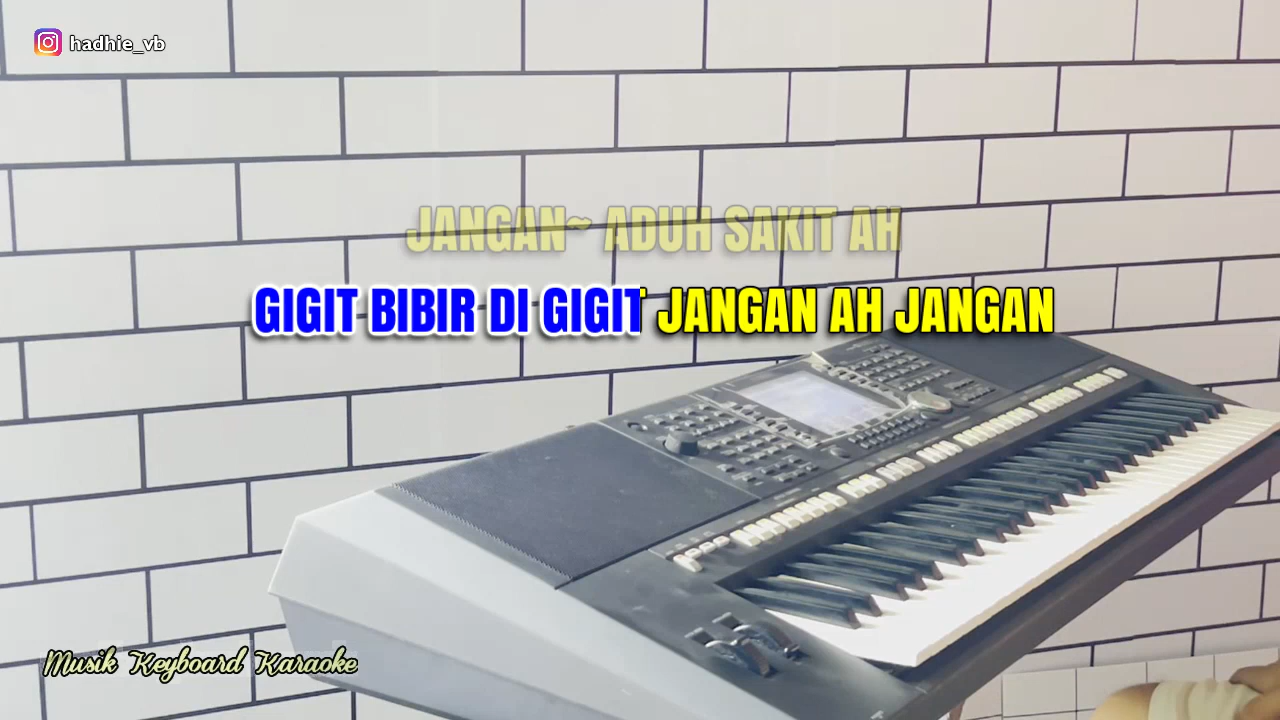 hadhie_vb
JANGAN~ ADUH SAKIT AH
GIGIT BIBIR DI GIGIT JANGAN AH JANGAN
Musik Keyboard Karaoke